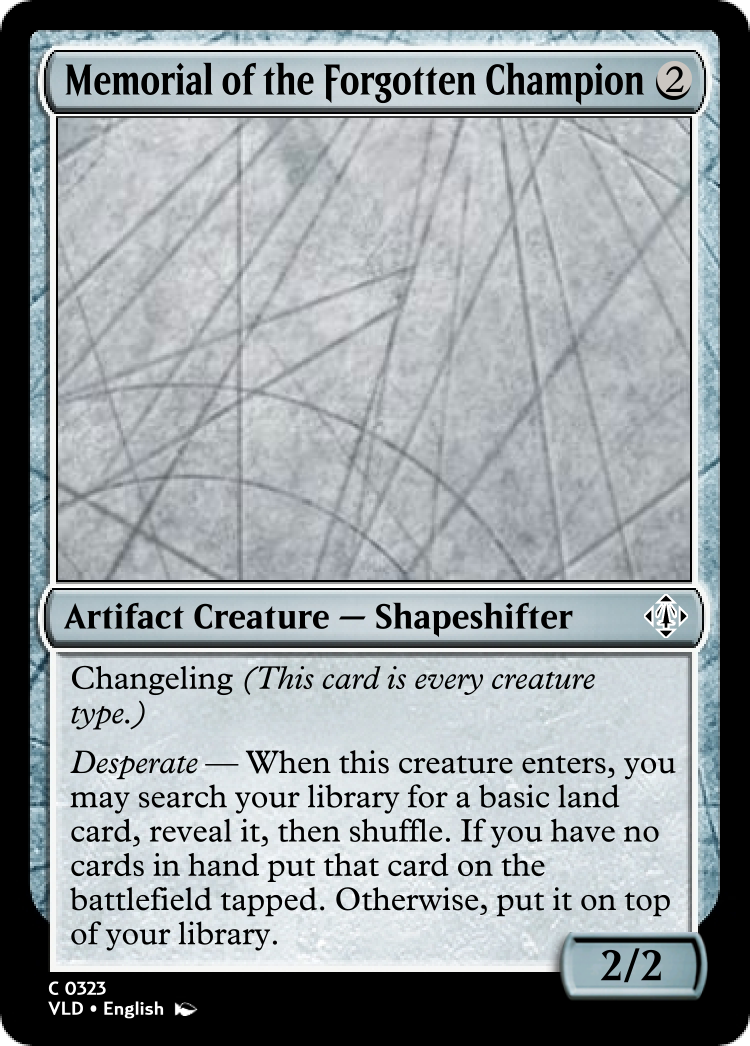 Memorial of the Forgotten Champion 2
Artifact Creature — Shapeshifter
Changeling (This card is every creature
type.)
Desperate — When this creature enters, you
may search your library for a basic land
card, reveal it, then shuffle. If you have no
cards in hand put that card on the
battlefield tapped. Otherwise, put it on top
of your library.
2/2
C 0323
VLD • English